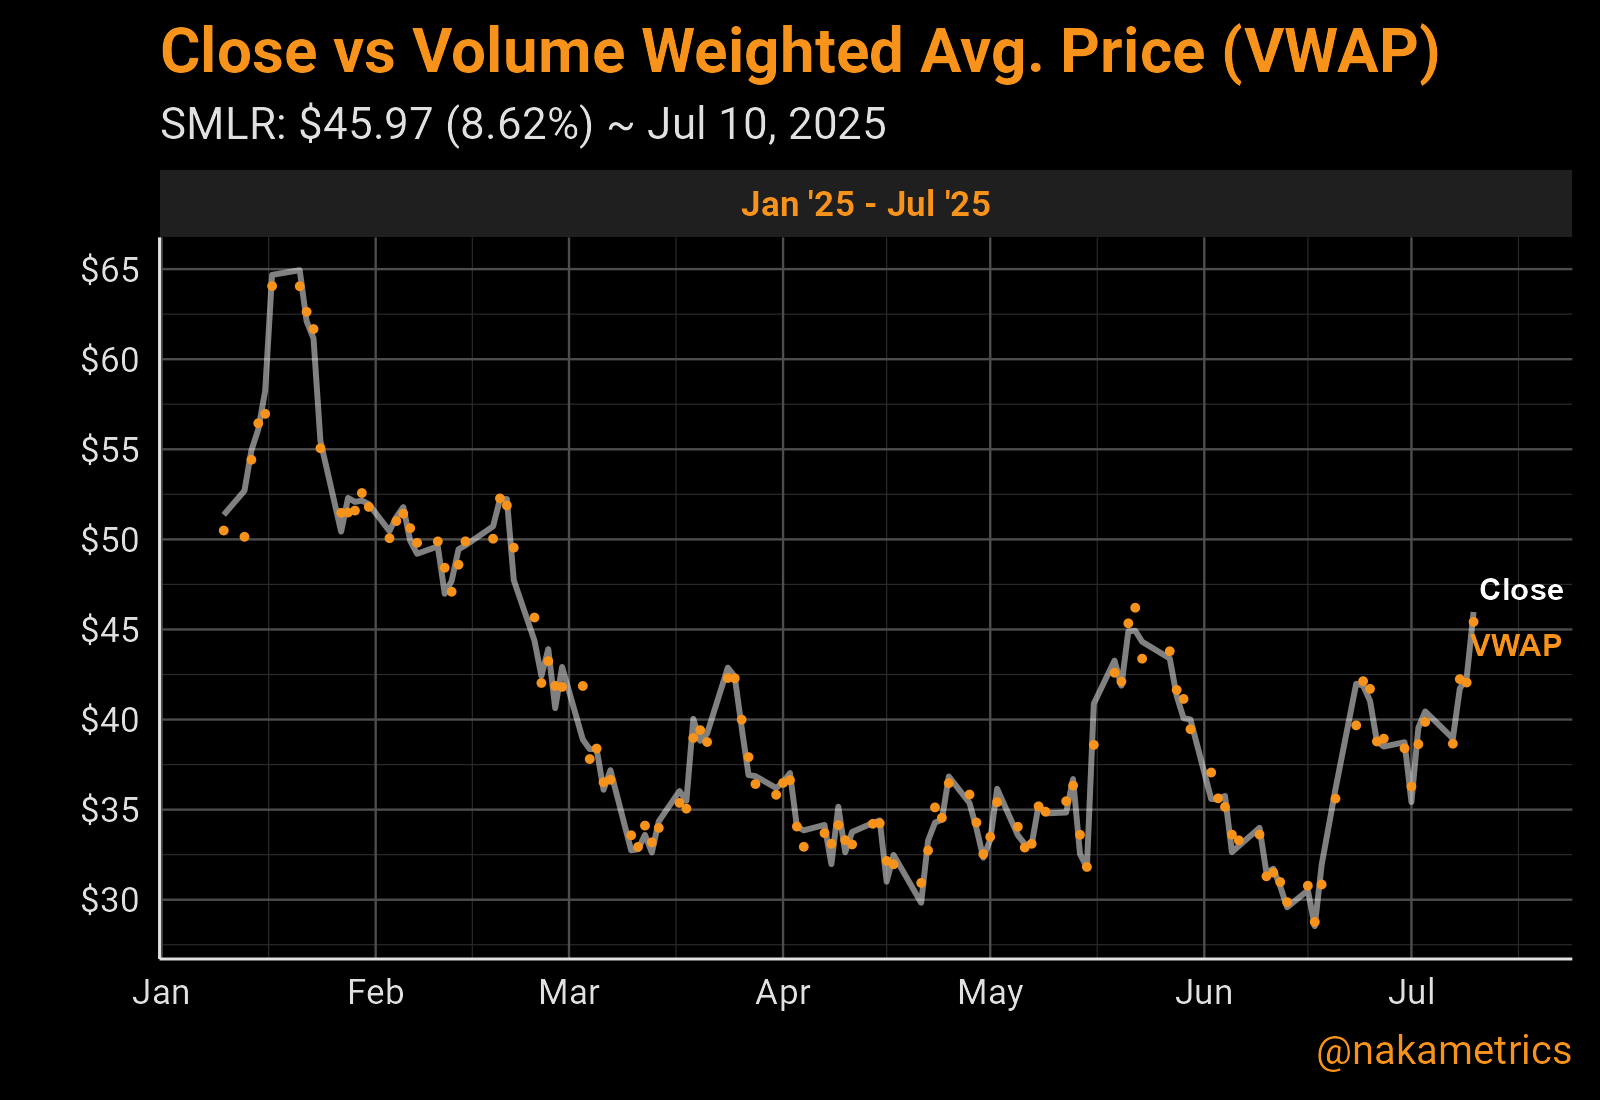 Close vs Volume Weighted Avg. Price (VWAP)
SMLR: $45.97 (8.62%) ~ Jul 10, 2025
Jan '25 - Jul '25
$65
$60
$55
$50
$45
$40
$35
$30
Close
VWAP
Jan Feb Mar Apr May Jun Jul
@nakametrics